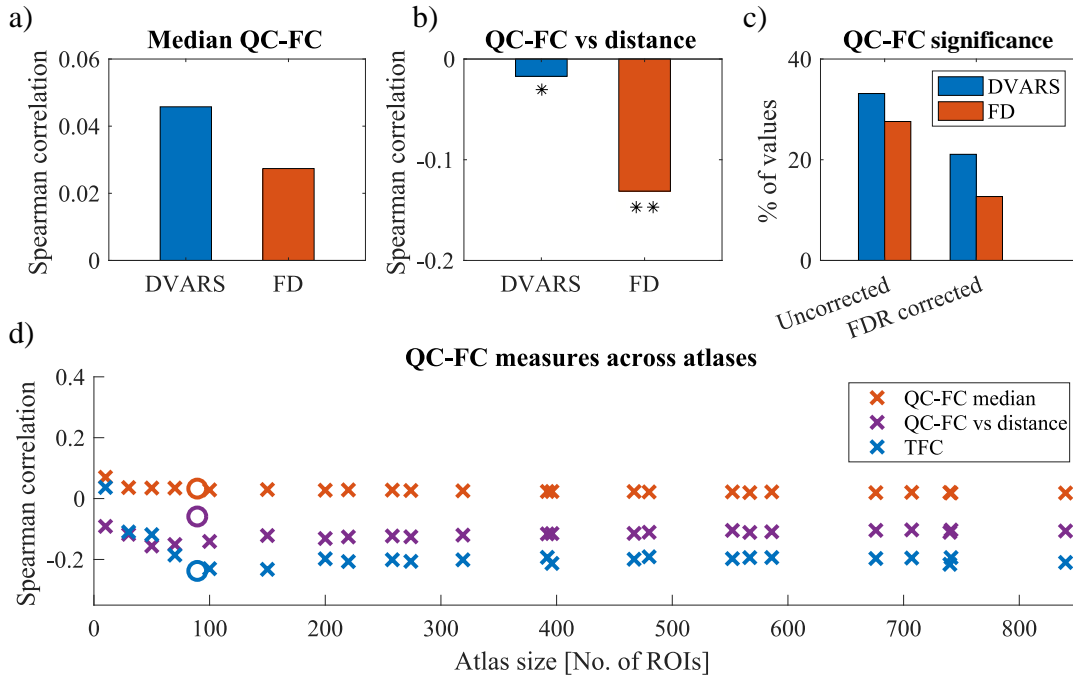 a)
Median QC-FC
Spearman correlation
0.06
0.04
0.02
0
DVARS
FD
b)
QC-FC vs distance
Spearman correlation
0
-0.1
-0.2
DVARS
FD
c)
QC-FC significance
% of values
40
20
0
DVARS
FD
Uncorrected
FDR corrected
d)
QC-FC measures across atlases
Spearman correlation
0.4
0.2
0
-0.2
QC-FC median
QC-FC vs distance
TFC
0 100 200 300 400 500 600 700 800
Atlas size [No. of ROIs]